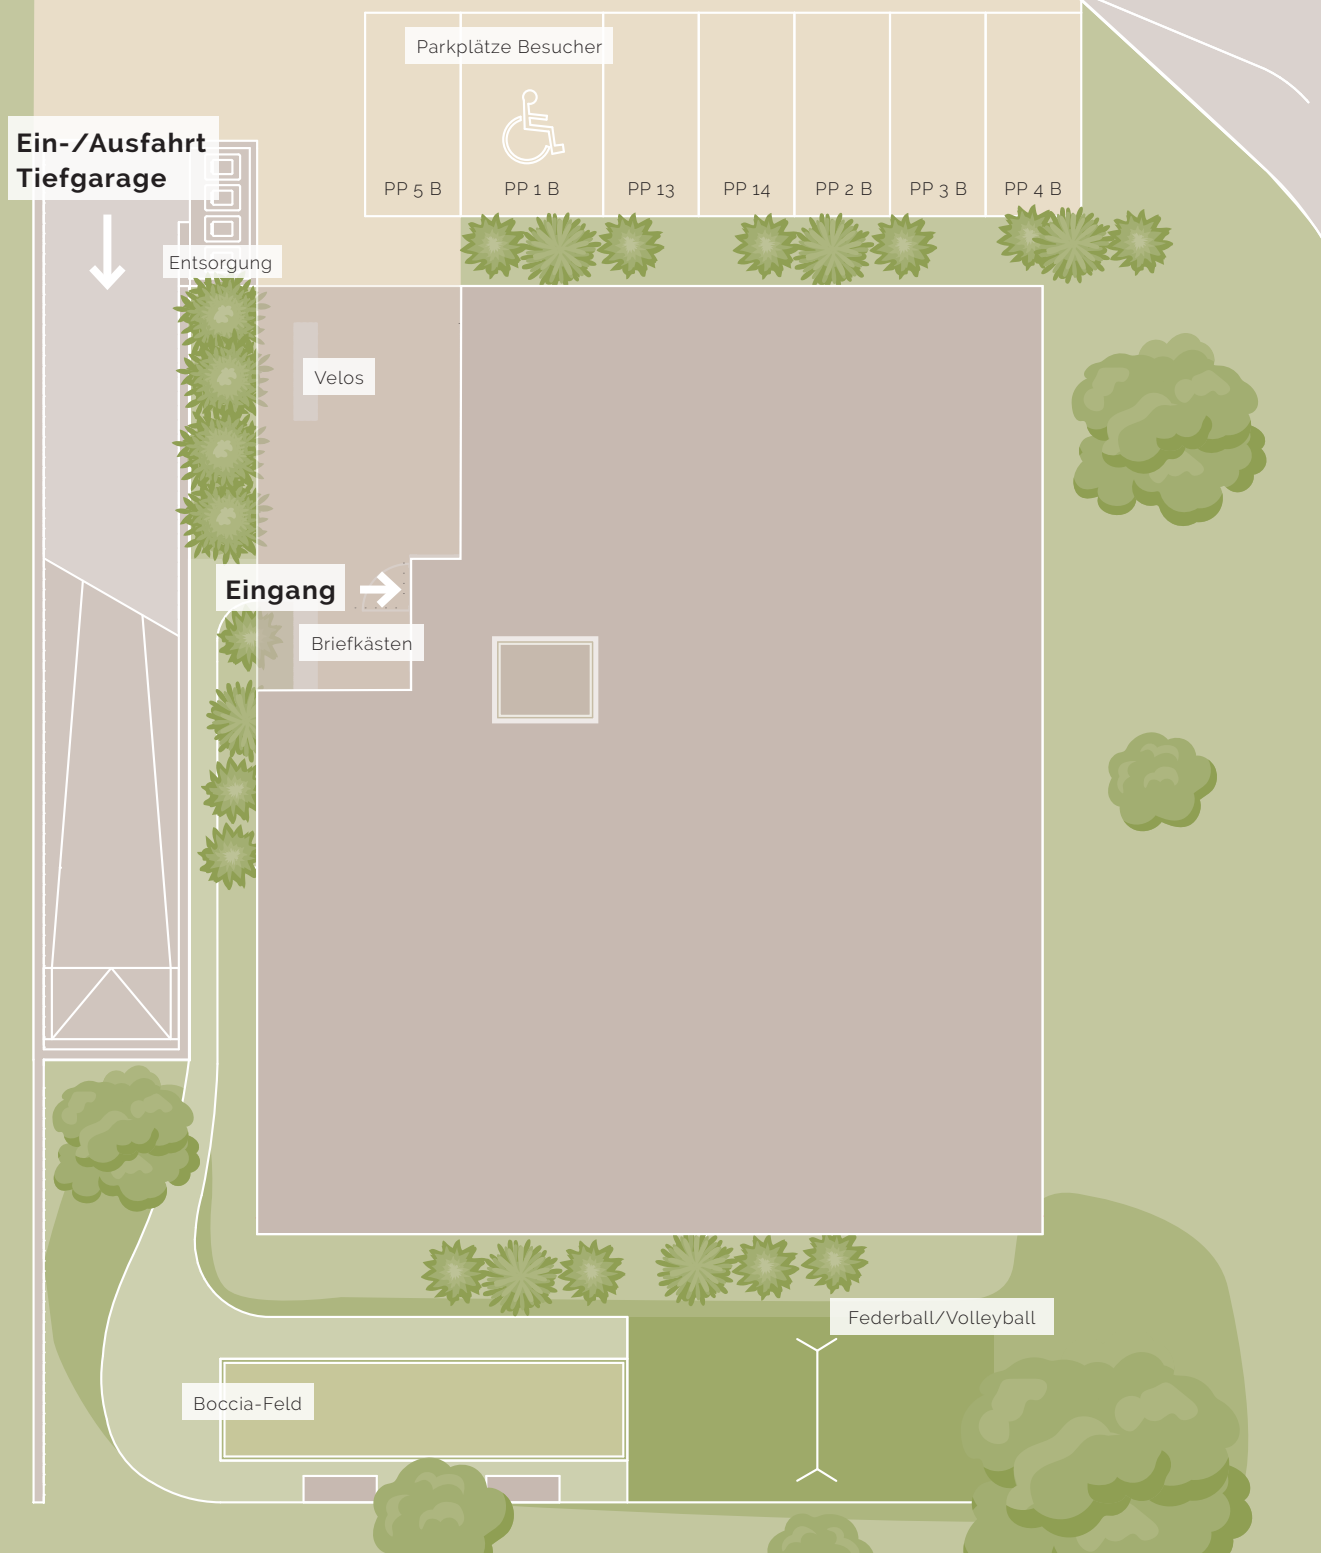 Parkplätze Besucher
Ein-/Ausfahrt
Tiefgarage
PP 5 B
PP 1 B
PP 13
PP 14
PP 2 B
PP 3 B
PP 4 B
Entsorgung
Velos
Eingang
Briefkästen
Federball/Volleyball
Boccia-Feld